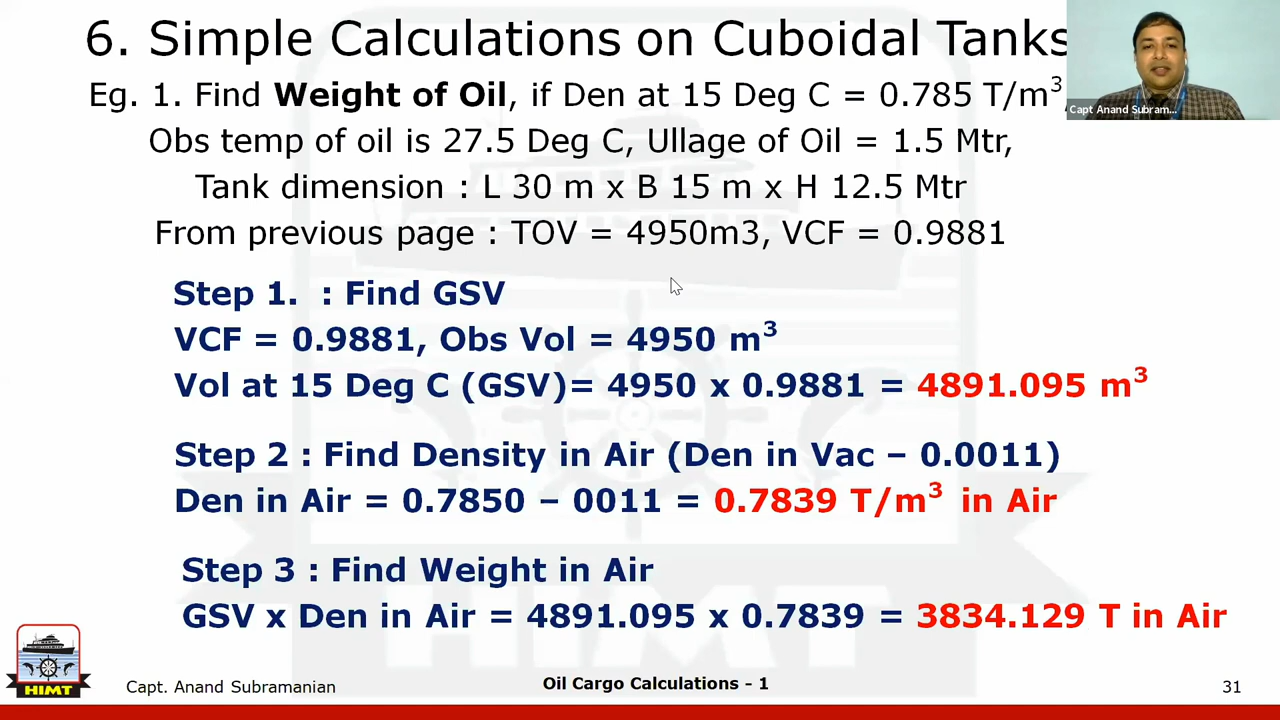 6. Simple Calculations on Cuboidal Tanks
Capt Anand Subram...
Eg. 1. Find Weight of Oil, if Den at 15 Deg C = 0.785 T/m³
Obs temp of oil is 27.5 Deg C, Ullage of Oil = 1.5 Mtr,
Tank dimension : L 30 m x B 15 m x H 12.5 Mtr
From previous page : TOV = 4950m3, VCF = 0.9881
Step 1. : Find GSV
VCF = 0.9881, Obs Vol = 4950 m³
Vol at 15 Deg C (GSV)= 4950 x 0.9881 = 4891.095 m³
Step 2 : Find Density in Air (Den in Vac – 0.0011)
Den in Air = 0.7850 – 0011 = 0.7839 T/m³ in Air
Step 3 : Find Weight in Air
GSV x Den in Air = 4891.095 x 0.7839 = 3834.129 T in Air
HIMT
HIMT
Capt. Anand Subramanian
Oil Cargo Calculations - 1
31